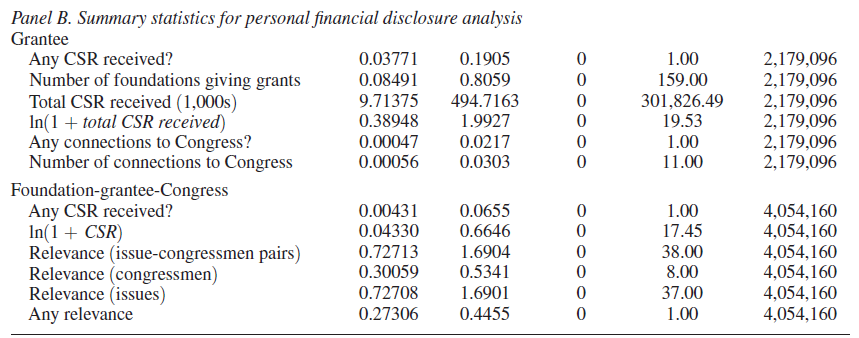 Panel B. Summary statistics for personal financial disclosure analysis
Grantee
Any CSR received? 0.03771 0.1905 0 1.00 2,179,096
Number of foundations giving grants 0.08491 0.8059 0 159.00 2,179,096
Total CSR received (1,000s) 9.71375 494.7163 0 301,826.49 2,179,096
ln(1 + total CSR received) 0.38948 1.9927 0 19.53 2,179,096
Any connections to Congress? 0.00047 0.0217 0 1.00 2,179,096
Number of connections to Congress 0.00056 0.0303 0 11.00 2,179,096
Foundation-grantee-Congress
Any CSR received? 0.00431 0.0655 0 1.00 4,054,160
ln(1 + CSR) 0.04330 0.6646 0 17.45 4,054,160
Relevance (issue-congressmen pairs) 0.72713 1.6904 0 38.00 4,054,160
Relevance (congressmen) 0.30059 0.5341 0 8.00 4,054,160
Relevance (issues) 0.72708 1.6901 0 37.00 4,054,160
Any relevance 0.27306 0.4455 0 1.00 4,054,160